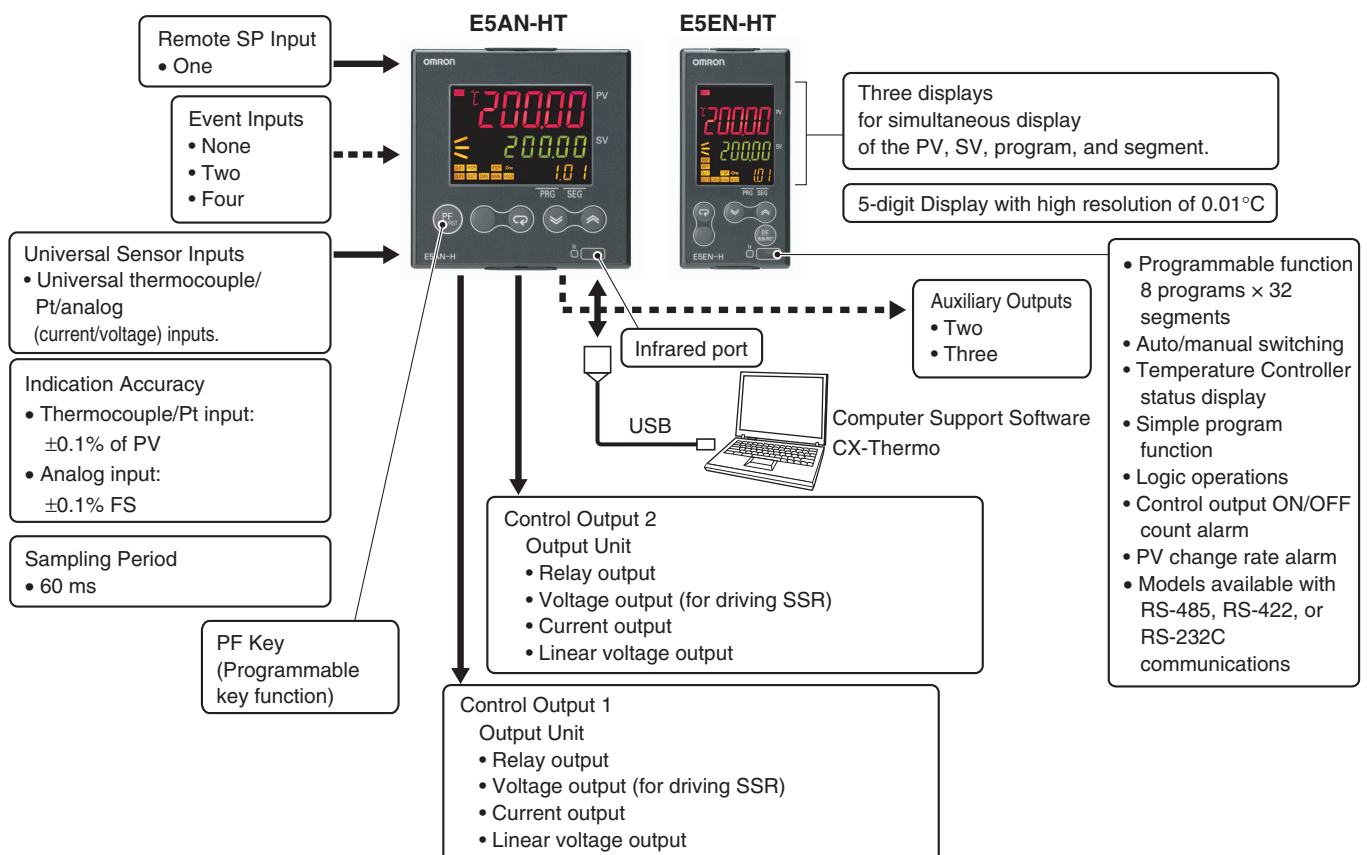 E5AN-HT
E5EN-HT
Remote SP Input
• One
Event Inputs
• None
• Two
• Four
Universal Sensor Inputs
• Universal thermocouple/
Pt/analog
(current/voltage) inputs.
Indication Accuracy
• Thermocouple/Pt input:
±0.1% of PV
• Analog input:
±0.1% FS
Sampling Period
• 60 ms
PF Key
(Programmable
key function)
OMRON
℃
200.00
PV
200.00
SV
1.01
PRG SEG
PF
E5AN-H
Ir
OMRON
℃
200.00
PV
200.00
SV
1.01
PRG SEG
PF
RUN/RST
Ir
E5EN-H
Three displays
for simultaneous display
of the PV, SV, program, and segment.
5-digit Display with high resolution of 0.01°C
• Programmable function
8 programs × 32
segments
• Auto/manual switching
• Temperature Controller
status display
• Simple program
function
• Logic operations
• Control output ON/OFF
count alarm
• PV change rate alarm
• Models available with
RS-485, RS-422, or
RS-232C
communications
Auxiliary Outputs
• Two
• Three
Infrared port
USB
Computer Support Software
CX-Thermo
Control Output 2
Output Unit
• Relay output
• Voltage output (for driving SSR)
• Current output
• Linear voltage output
Control Output 1
Output Unit
• Relay output
• Voltage output (for driving SSR)
• Current output
• Linear voltage output